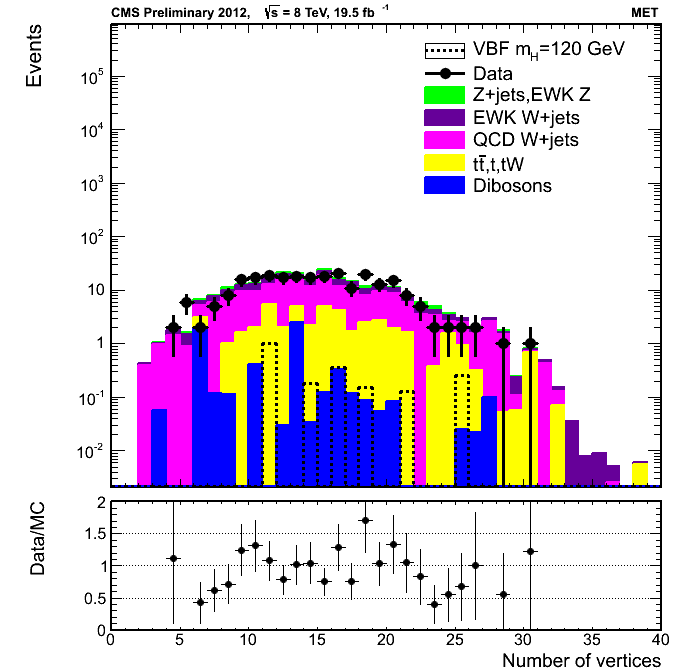 CMS Preliminary 2012, √s = 8 TeV, 19.5 fb⁻¹ MET
Events
VBF m_H=120 GeV
Data
Z+jets,EWK Z
EWK W+jets
QCD W+jets
tt̄,t,tW
Dibosons
10⁵
10⁴
10³
10²
10
1
10⁻¹
10⁻²
Data/MC
2
1.5
1
0.5
0
0 5 10 15 20 25 30 35 40
Number of vertices